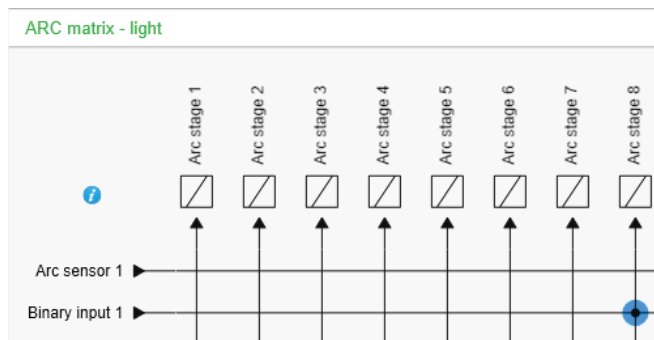 ARC matrix - light
Arc stage 1
Arc stage 2
Arc stage 3
Arc stage 4
Arc stage 5
Arc stage 6
Arc stage 7
Arc stage 8
i
Arc sensor 1
Binary input 1